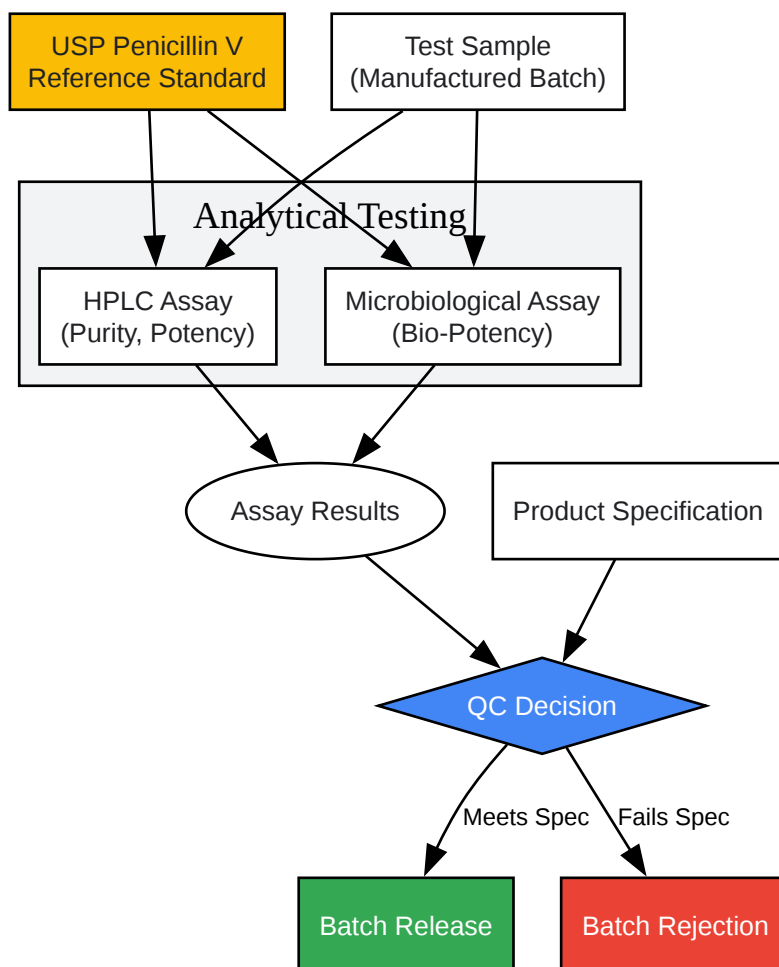 USP Penicillin V
Reference Standard
Test Sample
(Manufactured Batch)
Analytical Testing
HPLC Assay
(Purity, Potency)
Microbiological Assay
(Bio-Potency)
Assay Results
Product Specification
QC Decision
Meets Spec
Fails Spec
Batch Release
Batch Rejection